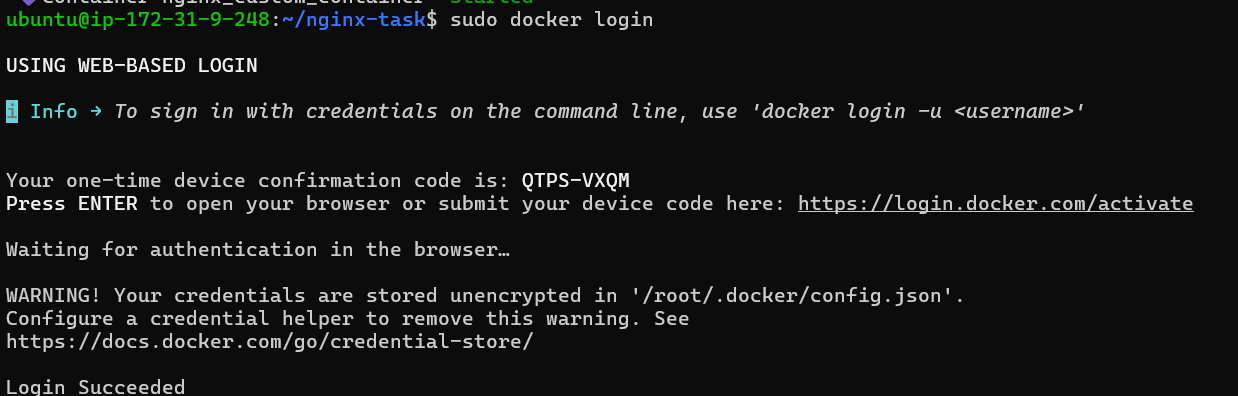 Container nginx_custom_container Started
ubuntu@ip-172-31-9-248:~/nginx-task$ sudo docker login
USING WEB-BASED LOGIN
i Info → To sign in with credentials on the command line, use 'docker login -u <username>'
Your one-time device confirmation code is: QTPS-VXQM
Press ENTER to open your browser or submit your device code here: https://login.docker.com/activate
Waiting for authentication in the browser…
WARNING! Your credentials are stored unencrypted in '/root/.docker/config.json'.
Configure a credential helper to remove this warning. See
https://docs.docker.com/go/credential-store/
Login Succeeded